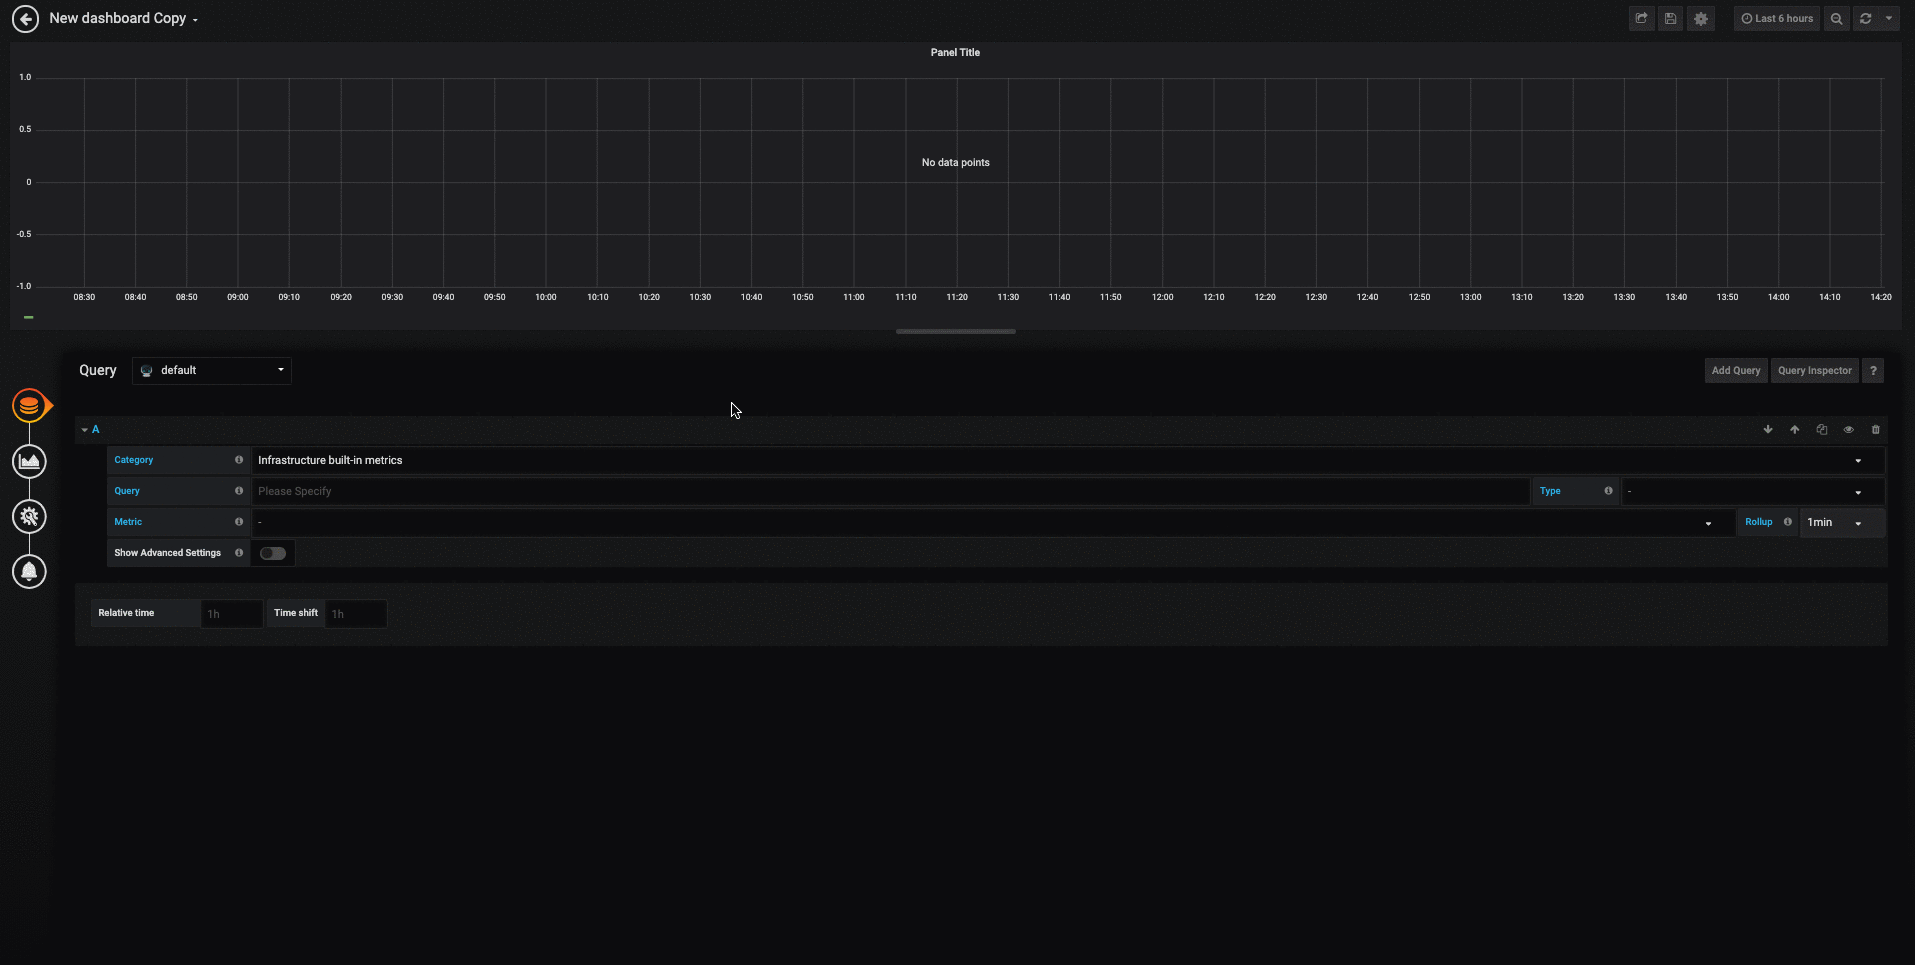 New dashboard Copy
Last 6 hours
Panel Title
1.0
0.5
0
-0.5
-1.0
No data points
08:30 08:40 08:50 09:00 09:10 09:20 09:30 09:40 09:50 10:00 10:10 10:20 10:30 10:40 10:50 11:00 11:10 11:20 11:30 11:40 11:50 12:00 12:10 12:20 12:30 12:40 12:50 13:00 13:10 13:20 13:30 13:40 13:50 14:00 14:10 14:20
Query default Add Query Query Inspector ?
A
Category Infrastructure built-in metrics
Query Please Specify Type -
Metric - Rollup 1min
Show Advanced Settings
Relative time 1h Time shift 1h